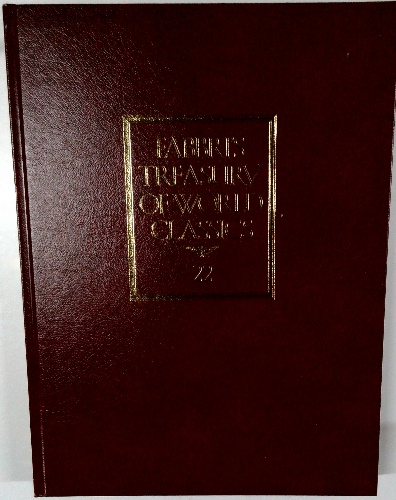 FABBRI'S
TREASURY
OF WORLD
CLASSICS
22